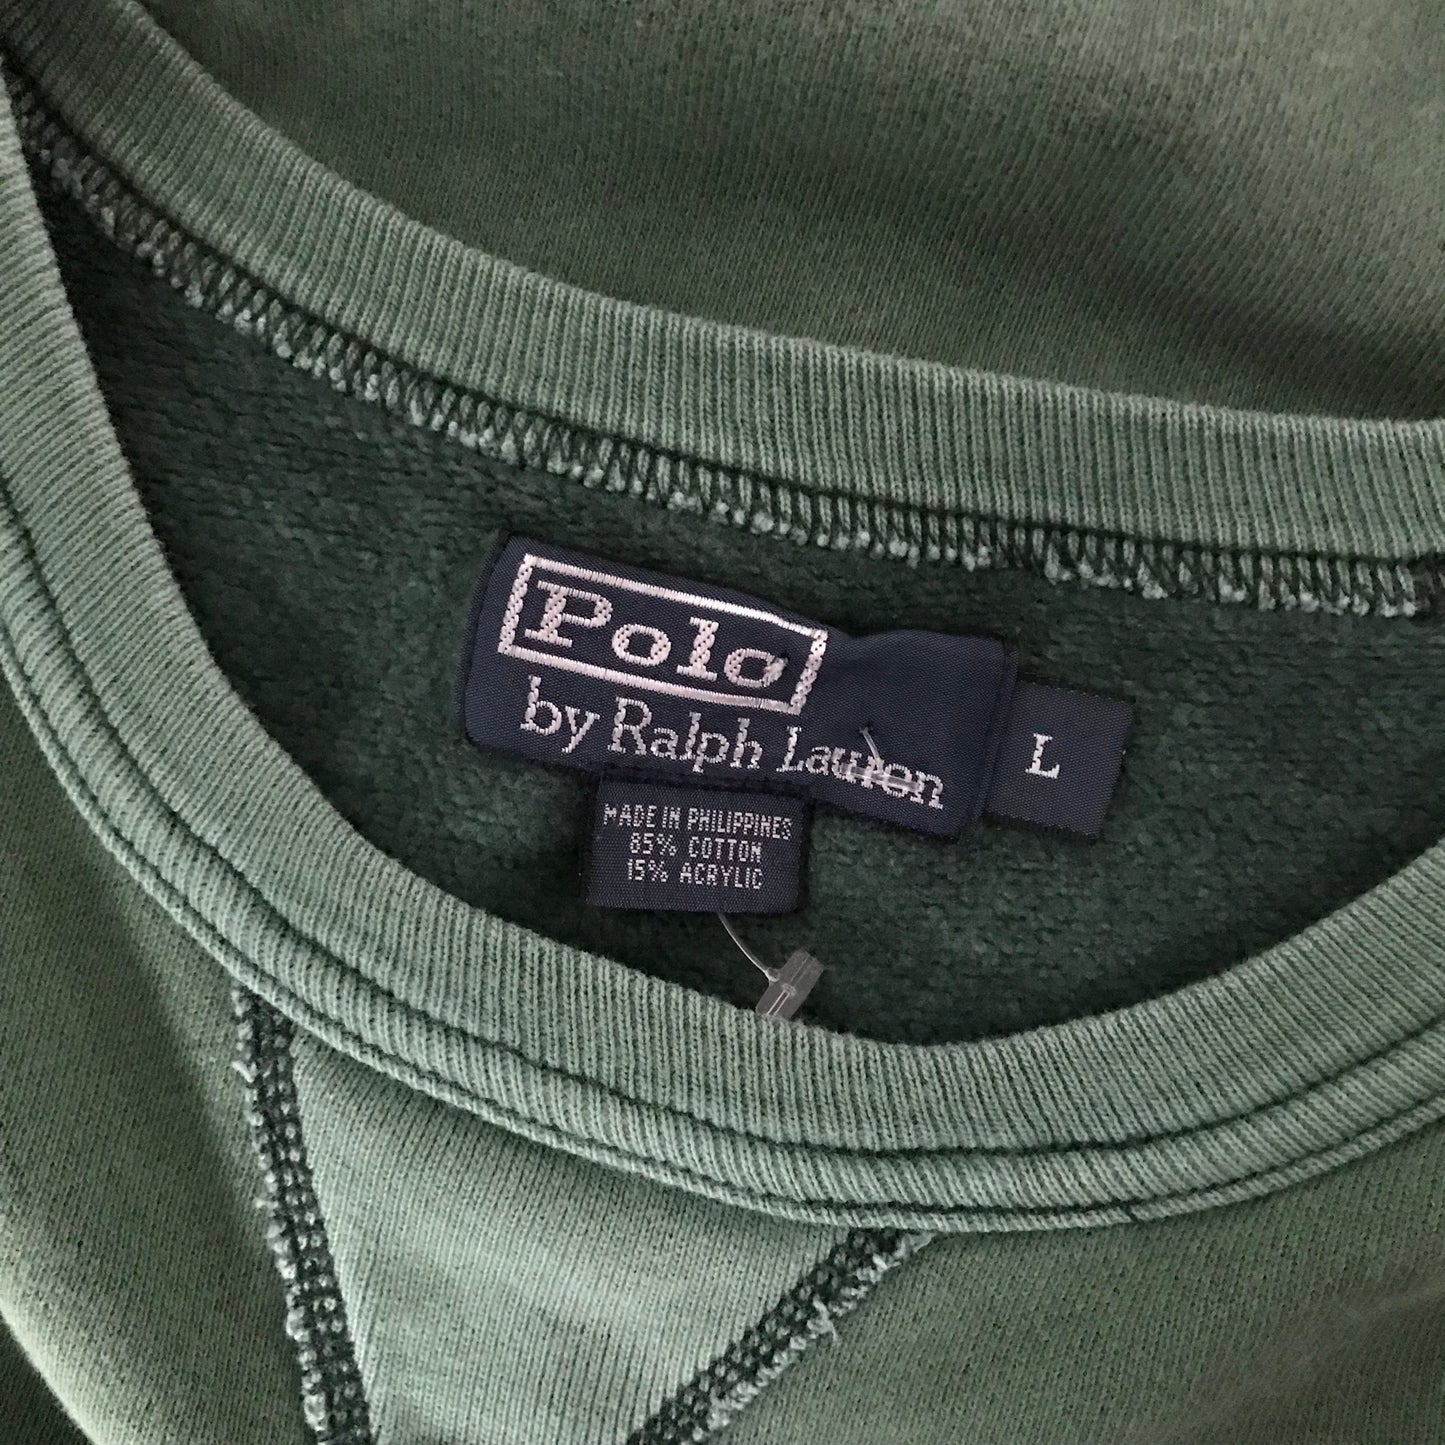 Polo
by Ralph Lauren
L
MADE IN PHILIPPINES
85% COTTON
15% ACRYLIC